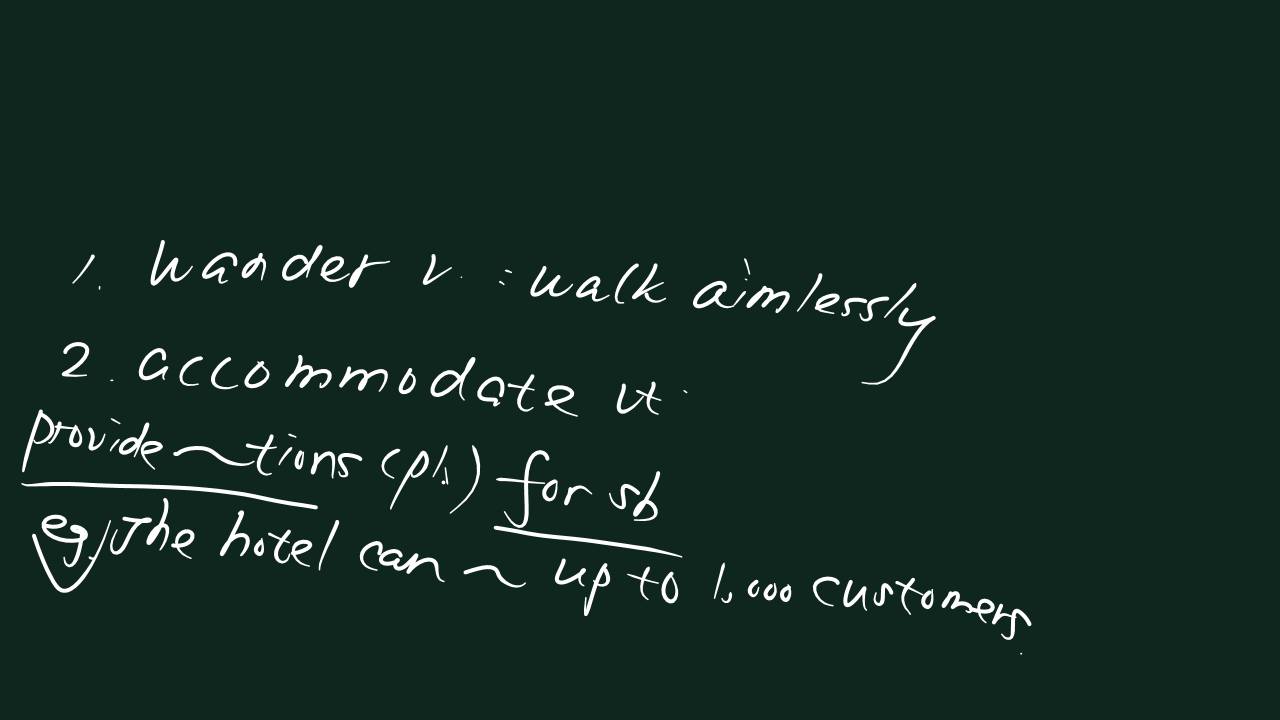 1. wander v. : walk aimlessly
2. accommodate vt.
provide ~tions (pl.) for sb
eg. The hotel can ~ up to 1,000 customers.